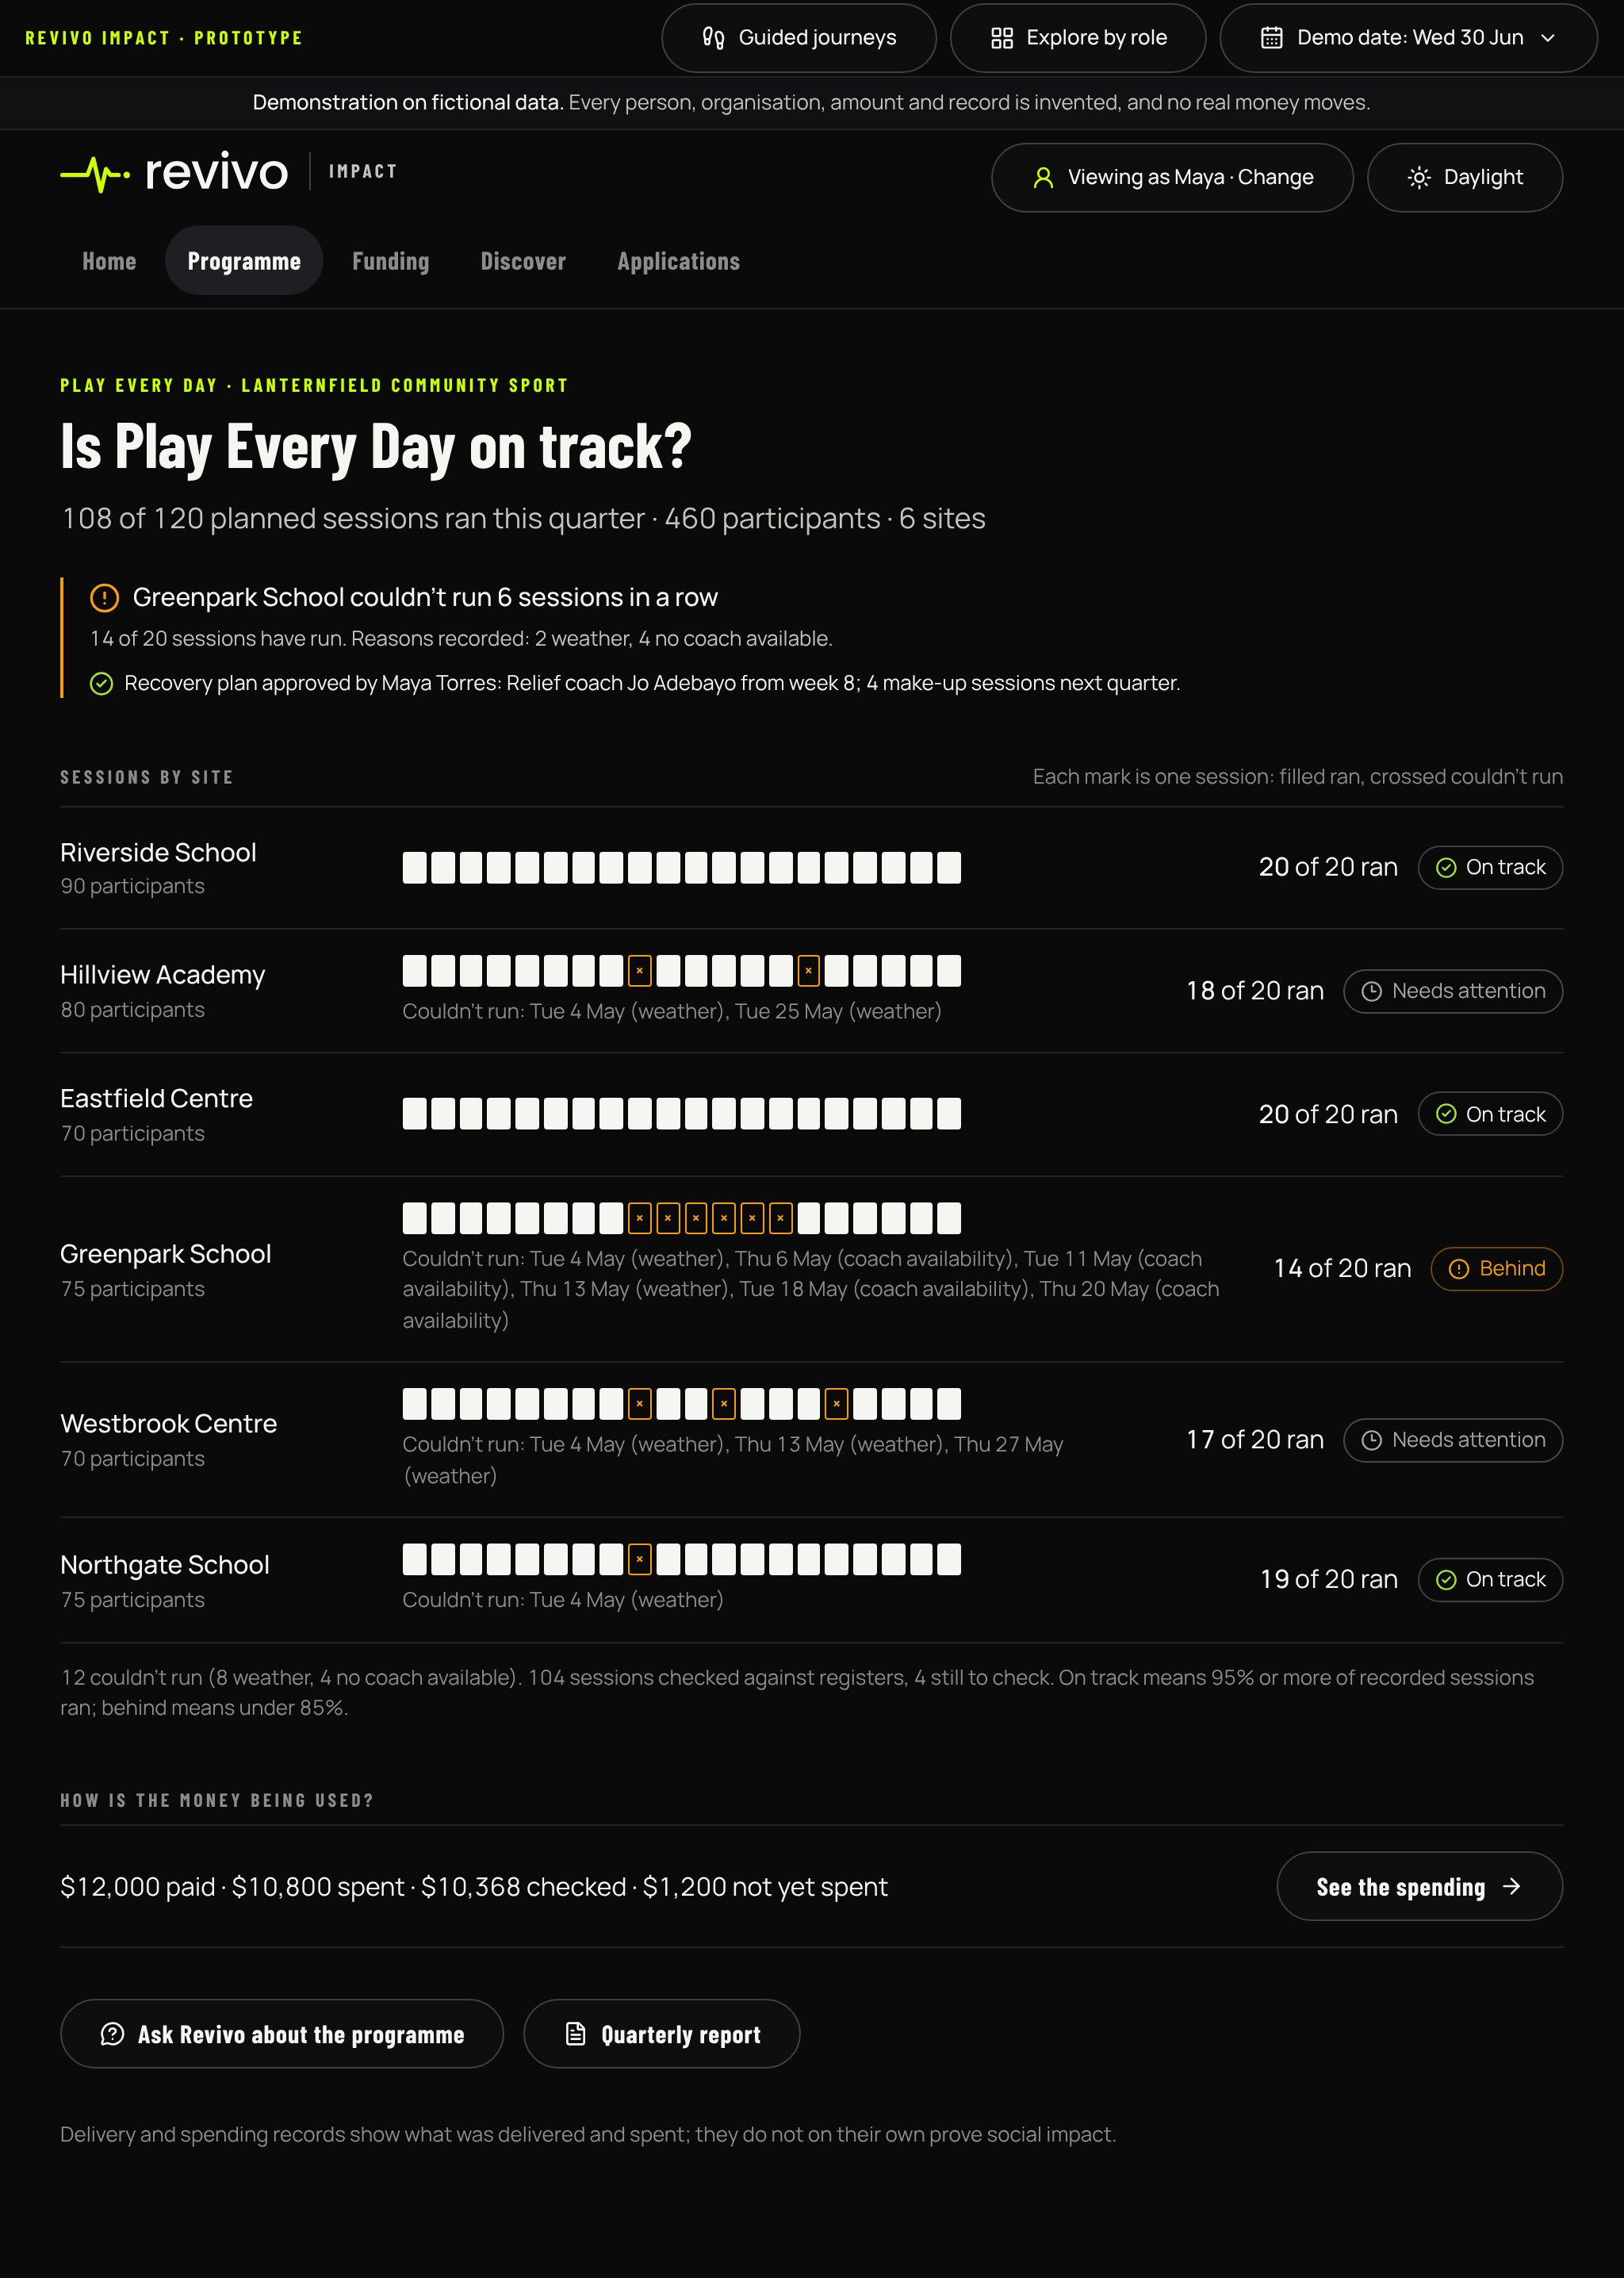 REVIVO IMPACT · PROTOTYPE
Guided journeys
Explore by role
Demo date: Wed 30 Jun
Demonstration on fictional data. Every person, organisation, amount and record is invented, and no real money moves.
revivo
IMPACT
Viewing as Maya · Change
Daylight
Home
Programme
Funding
Discover
Applications
PLAY EVERY DAY · LANTERNFIELD COMMUNITY SPORT
Is Play Every Day on track?
108 of 120 planned sessions ran this quarter · 460 participants · 6 sites
Greenpark School couldn't run 6 sessions in a row
14 of 20 sessions have run. Reasons recorded: 2 weather, 4 no coach available.
Recovery plan approved by Maya Torres: Relief coach Jo Adebayo from week 8; 4 make-up sessions next quarter.
SESSIONS BY SITE
Each mark is one session: filled ran, crossed couldn't run
Riverside School
90 participants
20 of 20 ran
On track
Hillview Academy
80 participants
Couldn't run: Tue 4 May (weather), Tue 25 May (weather)
18 of 20 ran
Needs attention
Eastfield Centre
70 participants
20 of 20 ran
On track
Greenpark School
75 participants
Couldn't run: Tue 4 May (weather), Thu 6 May (coach availability), Tue 11 May (coach
availability), Thu 13 May (weather), Tue 18 May (coach availability), Thu 20 May (coach
availability)
14 of 20 ran
Behind
Westbrook Centre
70 participants
Couldn't run: Tue 4 May (weather), Thu 13 May (weather), Thu 27 May
(weather)
17 of 20 ran
Needs attention
Northgate School
75 participants
Couldn't run: Tue 4 May (weather)
19 of 20 ran
On track
12 couldn't run (8 weather, 4 no coach available). 104 sessions checked against registers, 4 still to check. On track means 95% or more of recorded sessions
ran; behind means under 85%.
HOW IS THE MONEY BEING USED?
$12,000 paid · $10,800 spent · $10,368 checked · $1,200 not yet spent
See the spending
Ask Revivo about the programme
Quarterly report
Delivery and spending records show what was delivered and spent; they do not on their own prove social impact.